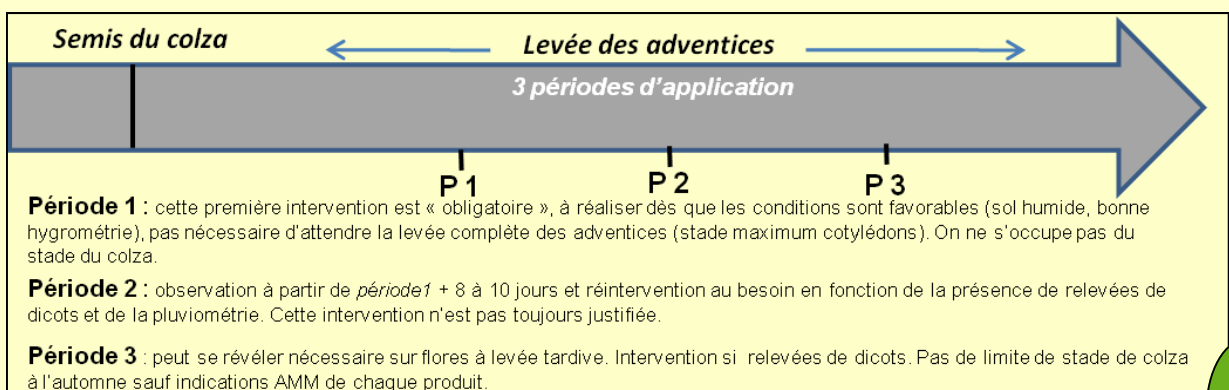 Semis du colza
Levée des adventices
3 périodes d'application
P 1
P 2
P 3
Période 1 : cette première intervention est « obligatoire », à réaliser dès que les conditions sont favorables (sol humide, bonne
hygrométrie), pas nécessaire d'attendre la levée complète des adventices (stade maximum cotylédons). On ne s'occupe pas du
stade du colza.
Période 2 : observation à partir de période1 + 8 à 10 jours et réintervention au besoin en fonction de la présence de relevées de
dicots et de la pluviométrie. Cette intervention n'est pas toujours justifiée.
Période 3 : peut se révéler nécessaire sur flores à levée tardive. Intervention si relevées de dicots. Pas de limite de stade de colza
à l'automne sauf indications AMM de chaque produit.